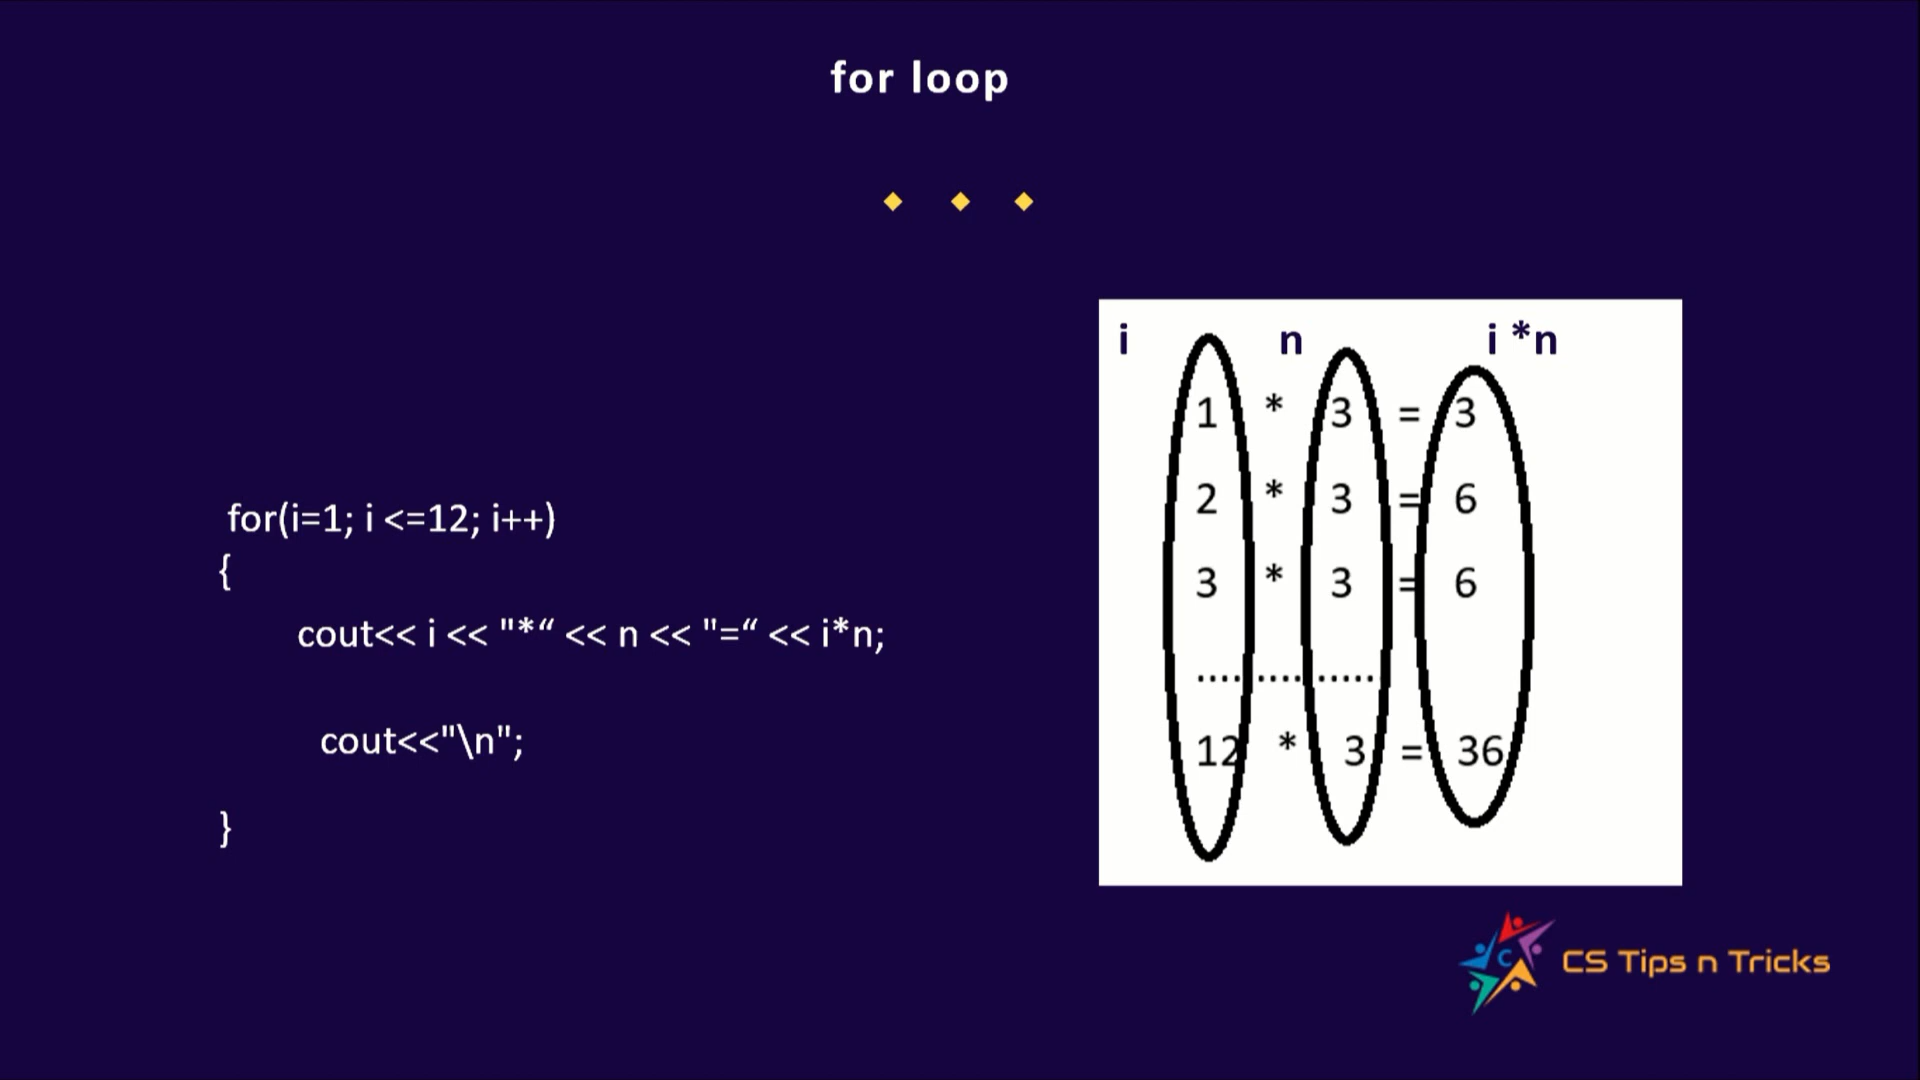 for loop
for(i=1; i <=12; i++)
{
cout<< i << "*“ << n << "=“ << i*n;
cout<<"\n";
}
i n i *n
1 * 3 = 3
2 * 3 = 6
3 * 3 = 6
..................
12 * 3 = 36
C
CS Tips n Tricks